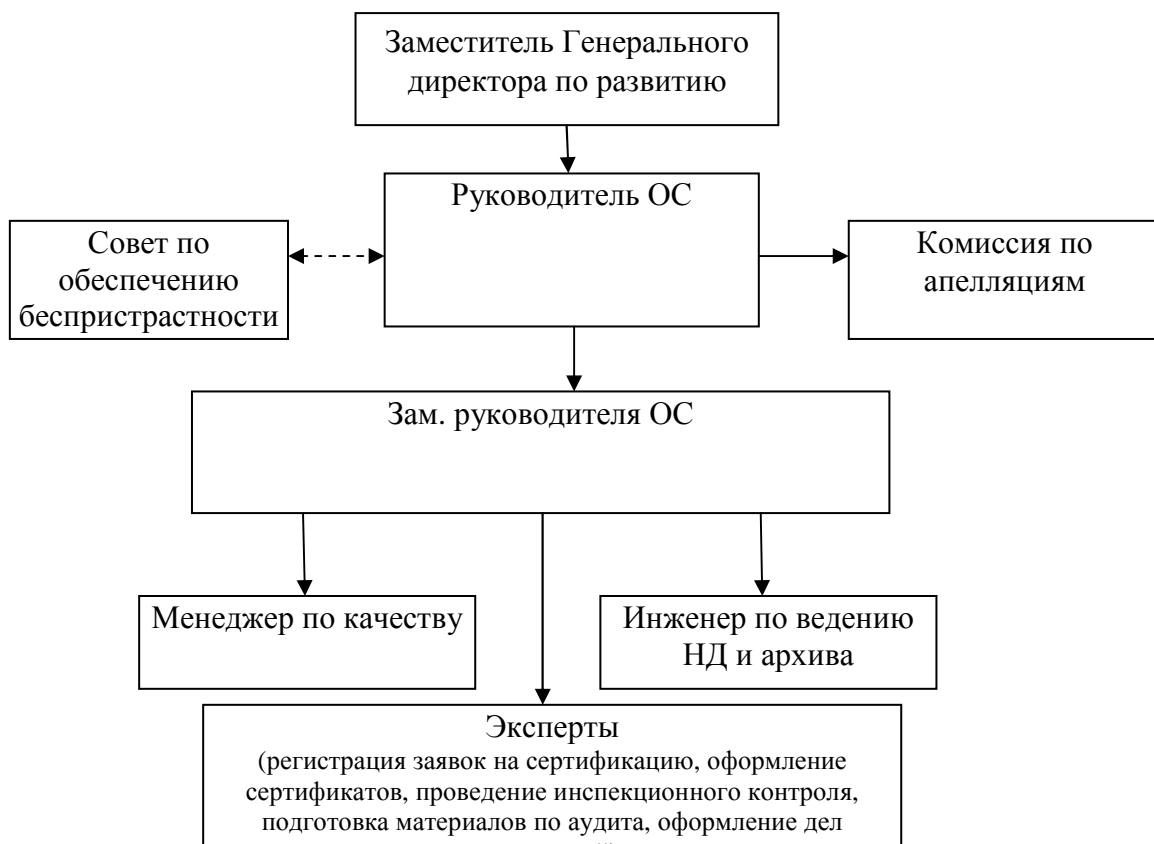 Заместитель Генерального
директора по развитию
Руководитель ОС
Совет по
обеспечению
беспристрастности
Комиссия по
апелляциям
Зам. руководителя ОС
Менеджер по качеству
Инженер по ведению
НД и архива
Эксперты
(регистрация заявок на сертификацию, оформление
сертификатов, проведение инспекционного контроля,
подготовка материалов по аудита, оформление дел